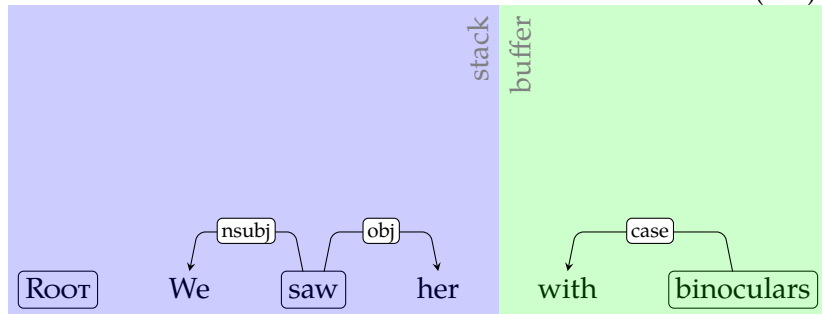 stack
buffer
nsubj obj case
Root We saw her with binoculars